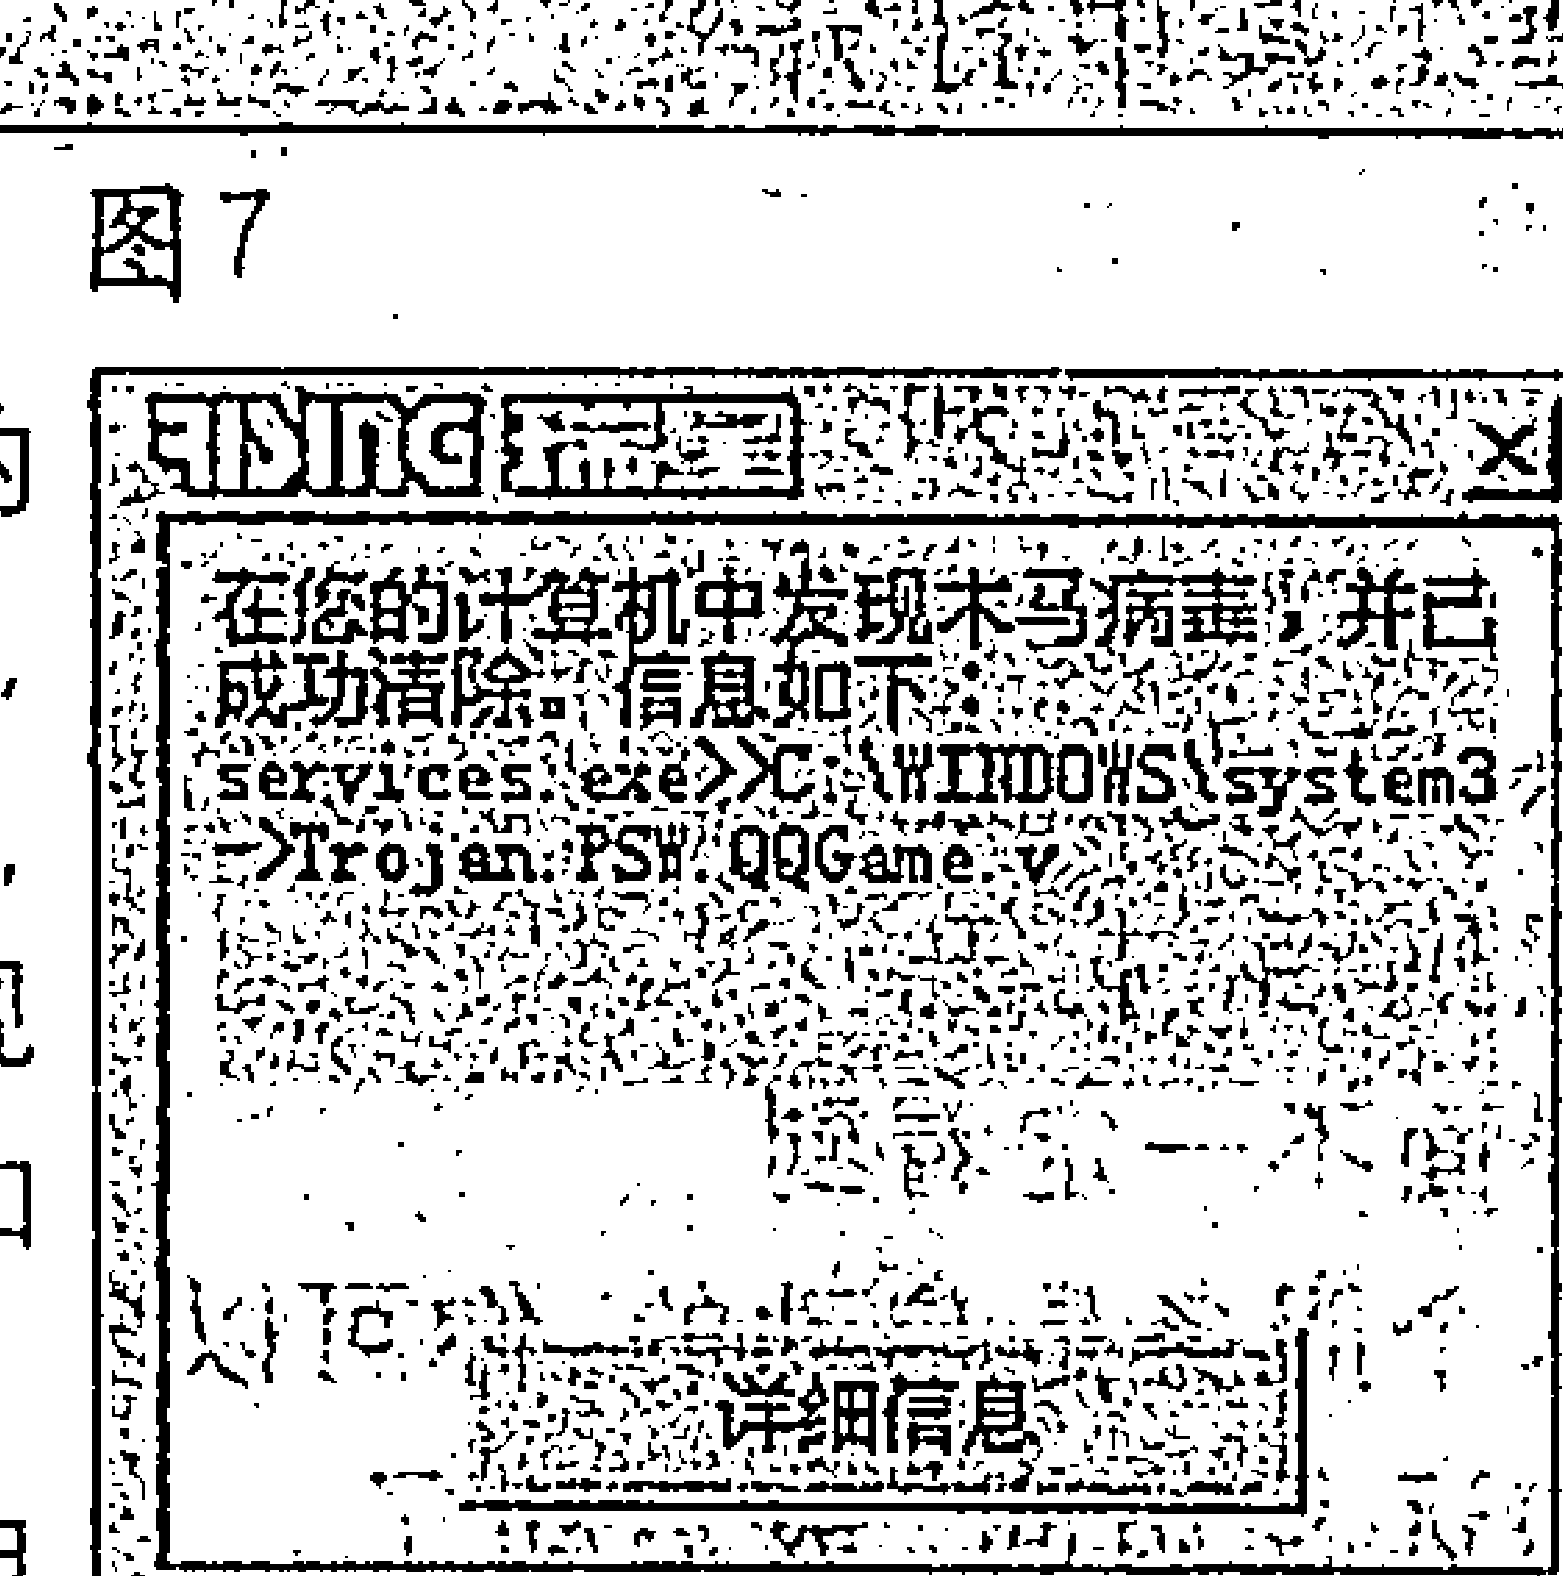 图 7
RISING 瑞星
在您的计算机中发现木马病毒，并已
成功清除。信息如下：
services.exe>>C:\WINDOWS\system3
->Trojan.PSW.QQGame.v
详细信息